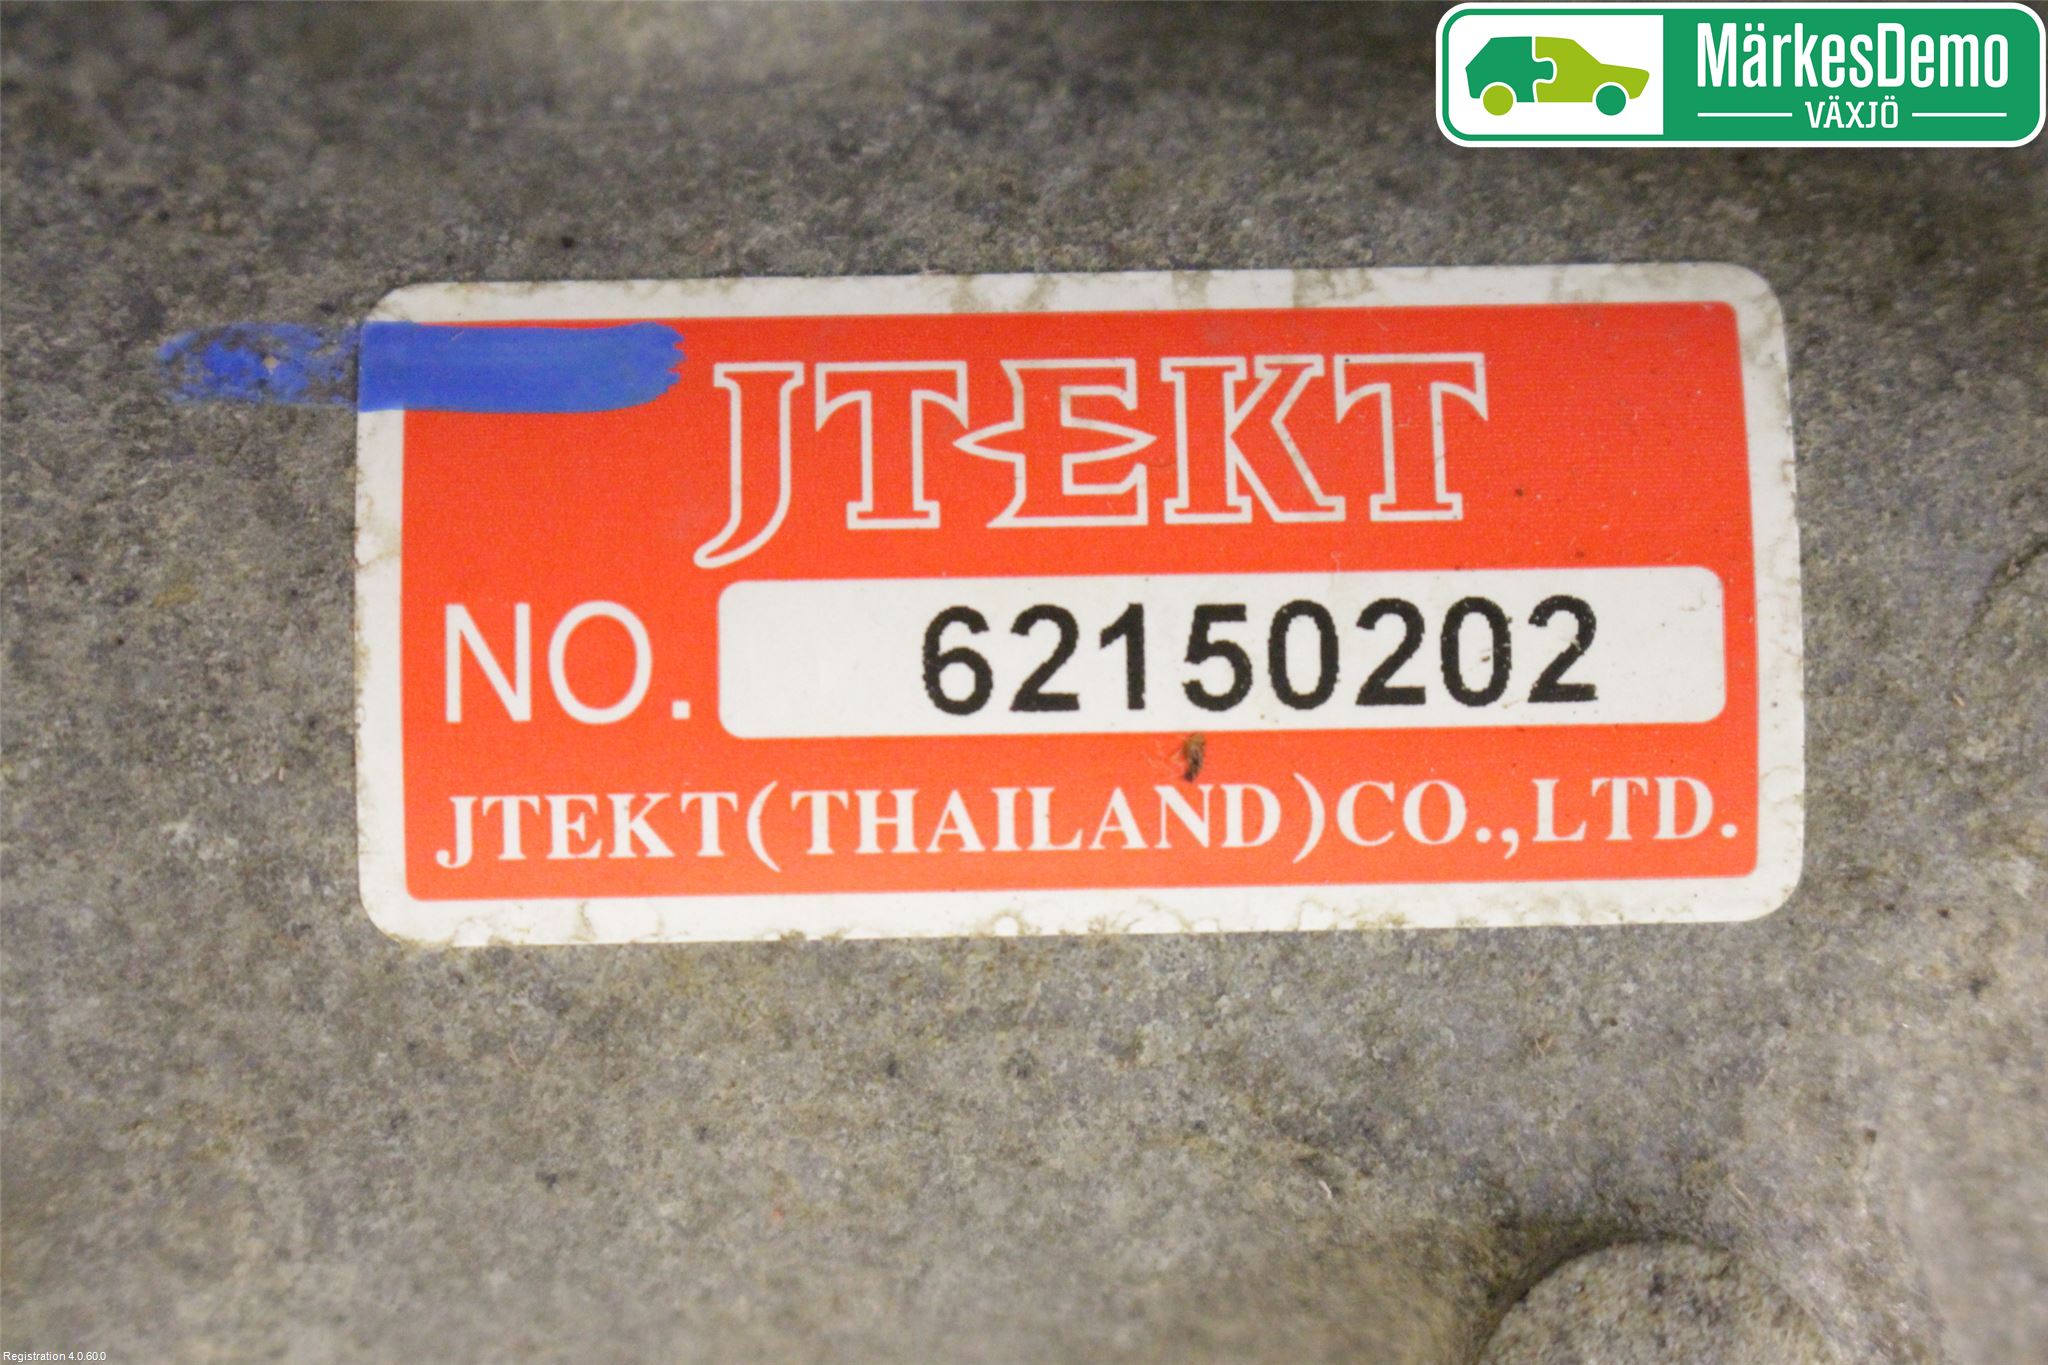 MärkesDemo
VÄXJÖ
JTEKT
NO. 62150202
JTEKT(THAILAND)CO.,LTD.
Registration 4.0.60.0